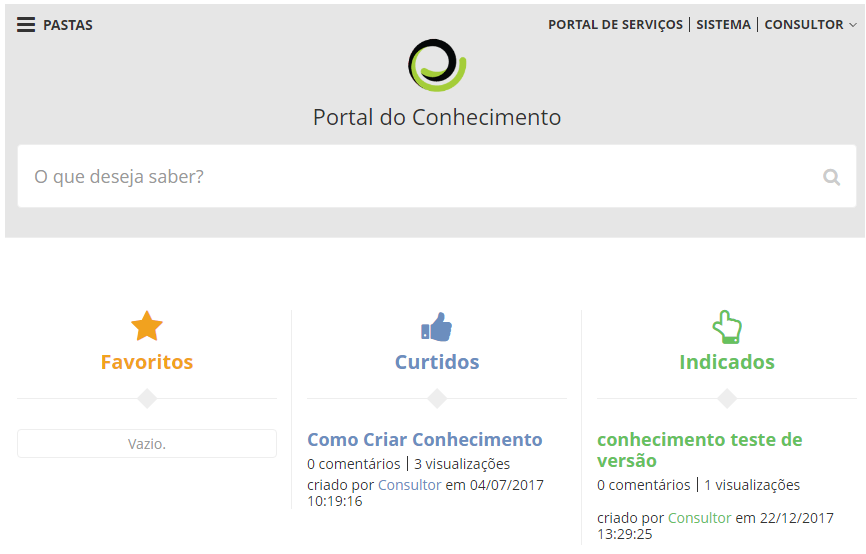 PASTAS
PORTAL DE SERVIÇOS | SISTEMA | CONSULTOR
Portal do Conhecimento
O que deseja saber?
Favoritos
Vazio.
Curtidos
Como Criar Conhecimento
0 comentários | 3 visualizações
criado por Consultor em 04/07/2017
10:19:16
Indicados
conhecimento teste de
versão
0 comentários | 1 visualizações
criado por Consultor em 22/12/2017
13:29:25